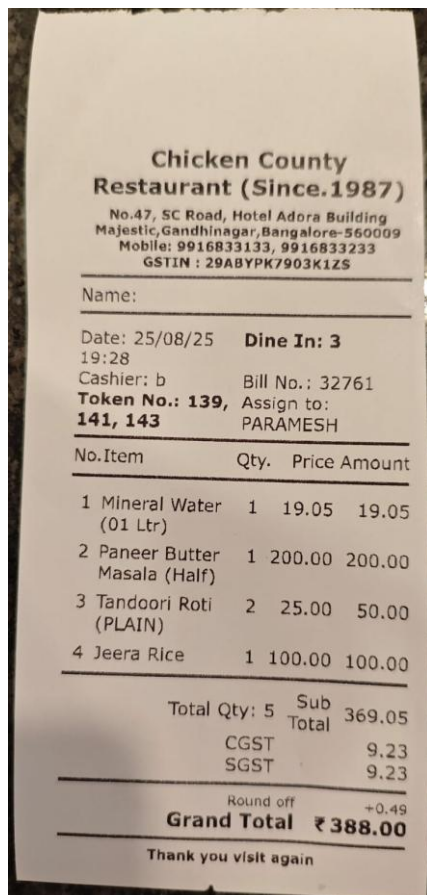 Chicken County
Restaurant (Since.1987)
No.47, SC Road, Hotel Adora Building
Majestic,Gandhinagar,Bangalore-560009
Mobile: 9916833133, 9916833233
GSTIN : 29ABYPK7903K1ZS
Name:
Date: 25/08/25 Dine In: 3
19:28
Cashier: b Bill No.: 32761
Token No.: 139, Assign to:
141, 143 PARAMESH
No.Item Qty. Price Amount
1 Mineral Water 1 19.05 19.05
(01 Ltr)
2 Paneer Butter 1 200.00 200.00
Masala (Half)
3 Tandoori Roti 2 25.00 50.00
(PLAIN)
4 Jeera Rice 1 100.00 100.00
Total Qty: 5 Sub Total 369.05
CGST 9.23
SGST 9.23
Round off +0.49
Grand Total ₹388.00
Thank you visit again